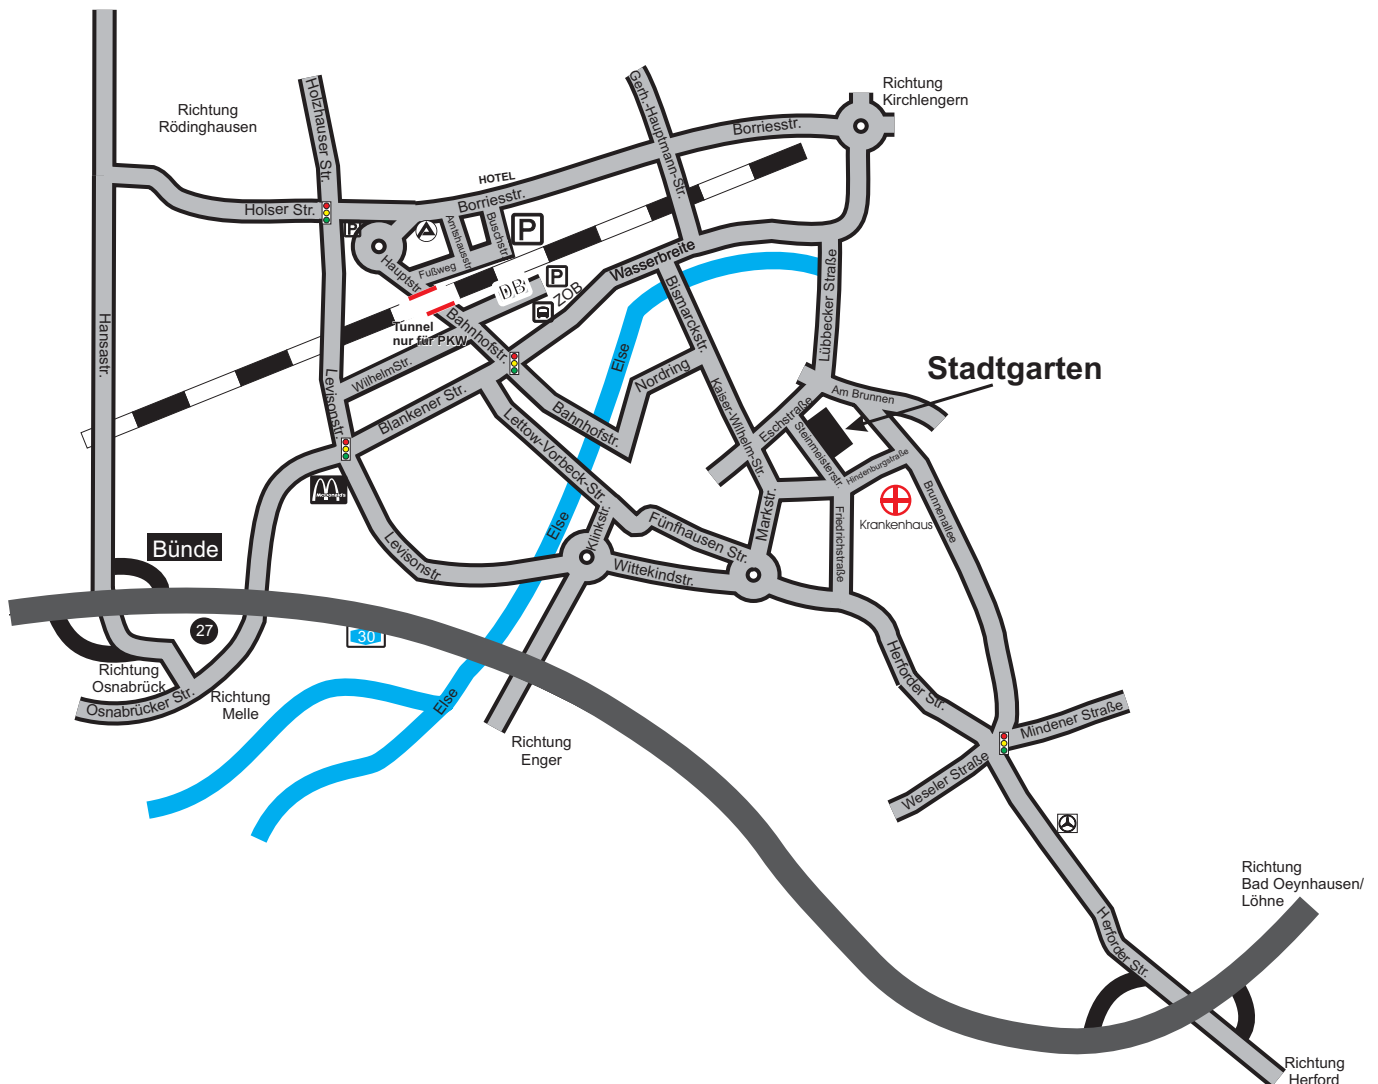 Richtung
Kirchlengern
Richtung
Rödinghausen
Holzhauser Str.
Gerh.-Hauptmann-Str.
Borriesstr.
HOTEL
Borriesstr.
Holser Str.
P
Amtshausstr.
Buschstr.
P
Hauptstr.
Fußweg
Wasserbreite
DB
P
ZOB
Bismarckstr.
Lübbecker Straße
Hansastr.
Tunnel
nur für PKW
Bahnhofstr.
Else
WilhelmStr.
Levisonstr.
Nordring
Stadtgarten
Blankener Str.
Kaiser-Wilhelm-Str.
Am Brunnen
Eschstraße
Bahnhofstr.
Lettow-Vorbeck-Str.
Steinmeisterstr.
Hindenburgstraße
McDonald's
Brunnenallee
Markstr.
Friedrichstraße
Krankenhaus
Fünfhausen Str.
Klinkstr.
Else
Bünde
Levisonstr
Wittekindstr.
27
30
Richtung
Osnabrück
Osnabrücker Str.
Richtung
Melle
Else
Herforder Str.
Richtung
Enger
Mindener Straße
Weseler Straße
Richtung
Bad Oeynhausen/
Löhne
Herforder Str.
Richtung
Herford